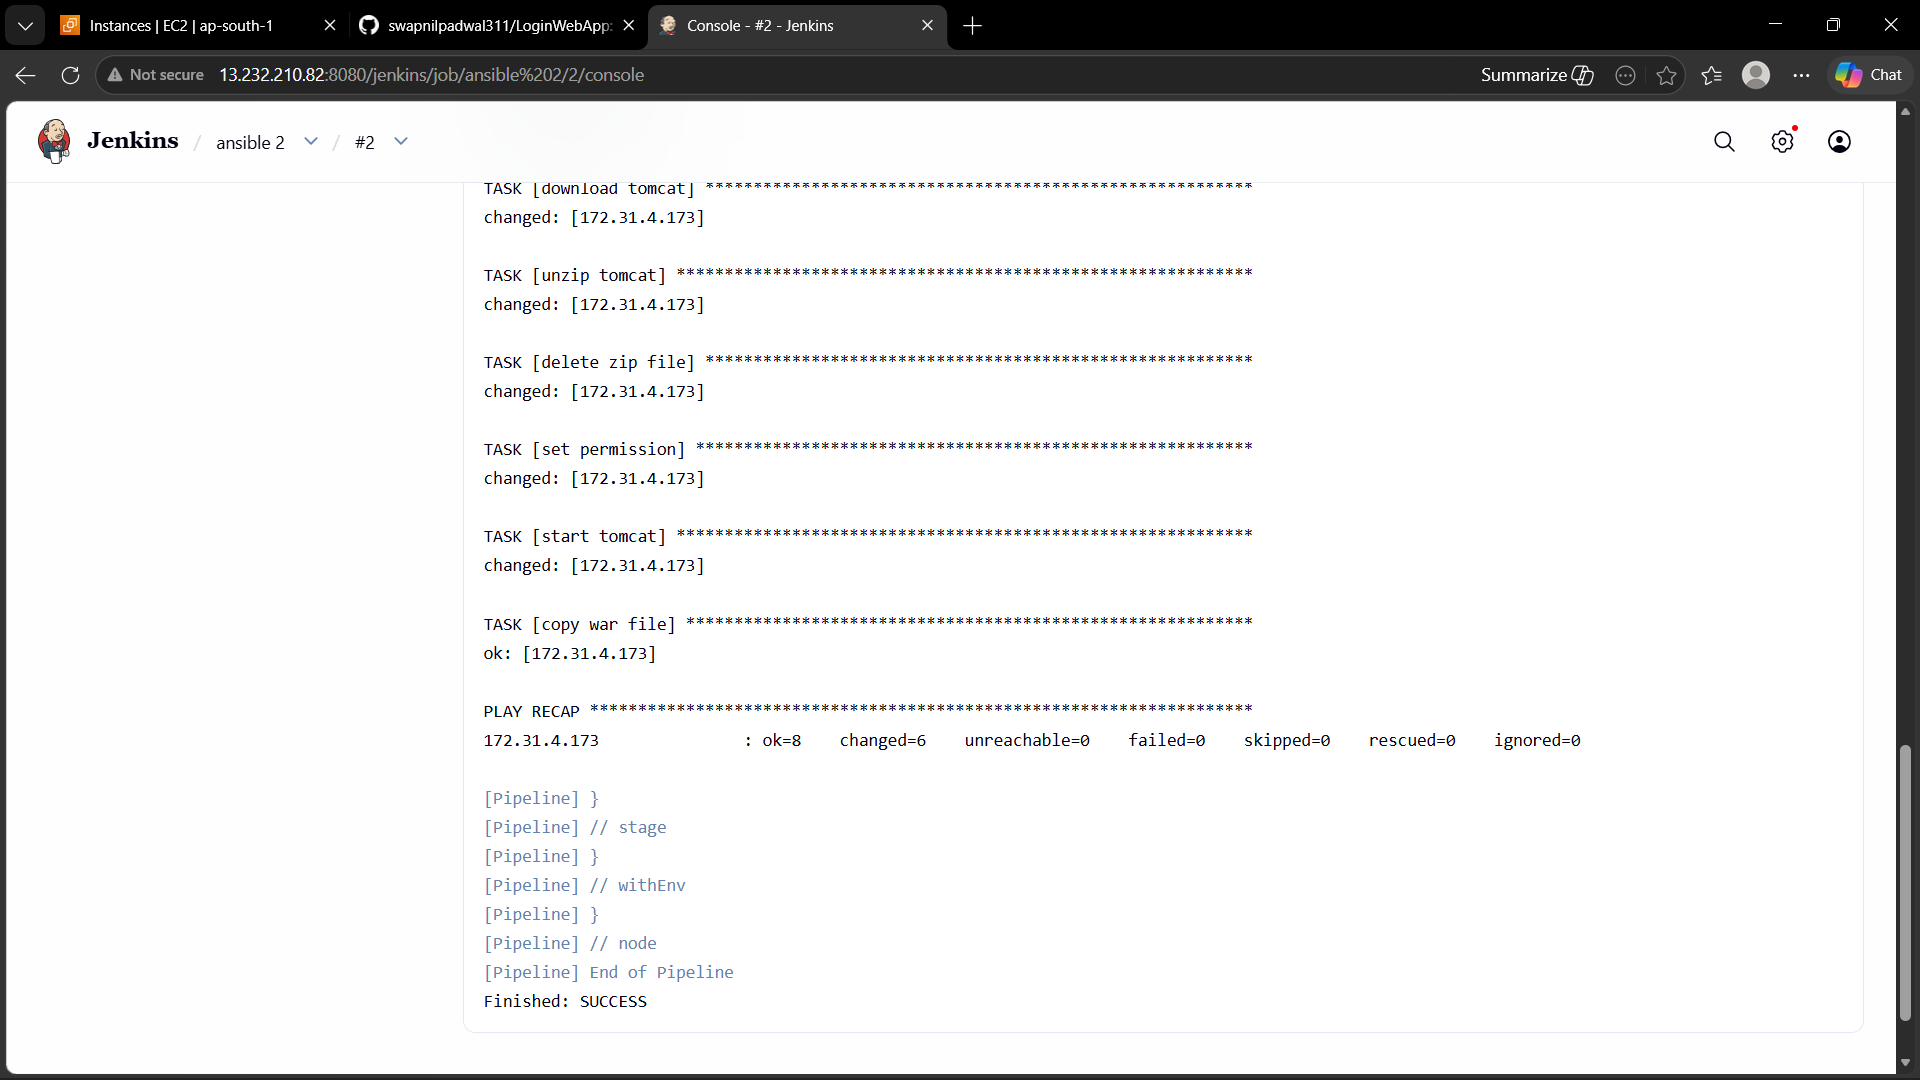 Instances | EC2 | ap-south-1
swapnilpadwal311/LoginWebApp:
Console - #2 - Jenkins
Not secure
13.232.210.82:8080/jenkins/job/ansible%202/2/console
Summarize
Chat
Jenkins / ansible 2 / #2
TASK [download tomcat] *********************************************************
changed: [172.31.4.173]
TASK [unzip tomcat] ************************************************************
changed: [172.31.4.173]
TASK [delete zip file] *********************************************************
changed: [172.31.4.173]
TASK [set permission] **********************************************************
changed: [172.31.4.173]
TASK [start tomcat] ************************************************************
changed: [172.31.4.173]
TASK [copy war file] ***********************************************************
ok: [172.31.4.173]
PLAY RECAP *********************************************************************
172.31.4.173               : ok=8    changed=6    unreachable=0    failed=0    skipped=0    rescued=0    ignored=0
[Pipeline] }
[Pipeline] // stage
[Pipeline] }
[Pipeline] // withEnv
[Pipeline] }
[Pipeline] // node
[Pipeline] End of Pipeline
Finished: SUCCESS